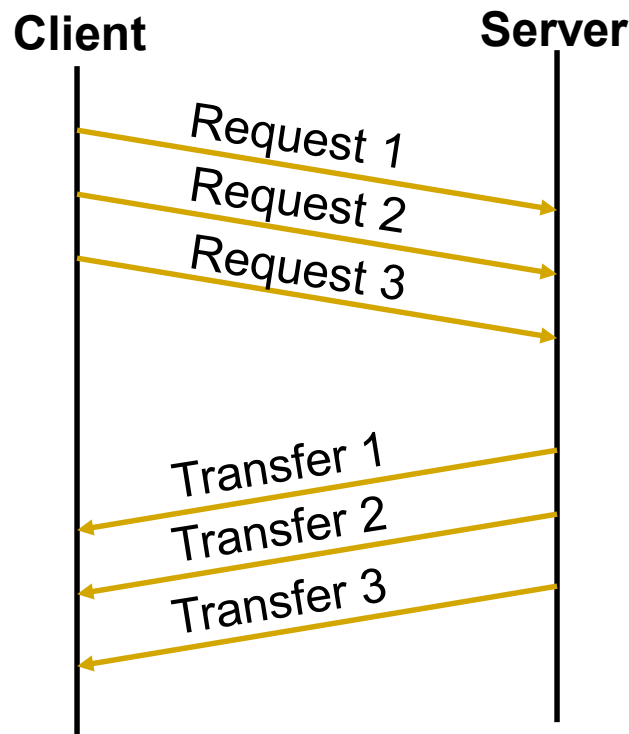 Client
Server
Request 1
Request 2
Request 3
Transfer 1
Transfer 2
Transfer 3